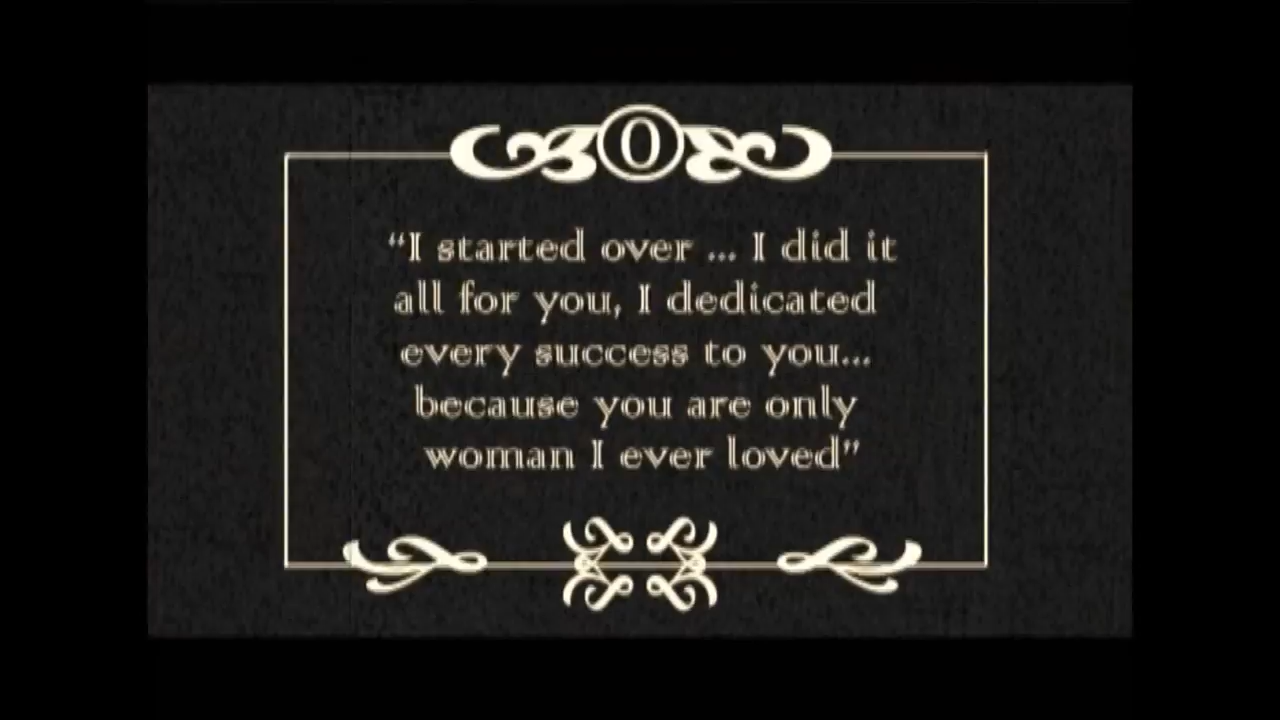 O
“I started over ... I did it
all for you, I dedicated
every success to you...
because you are only
woman I ever loved”